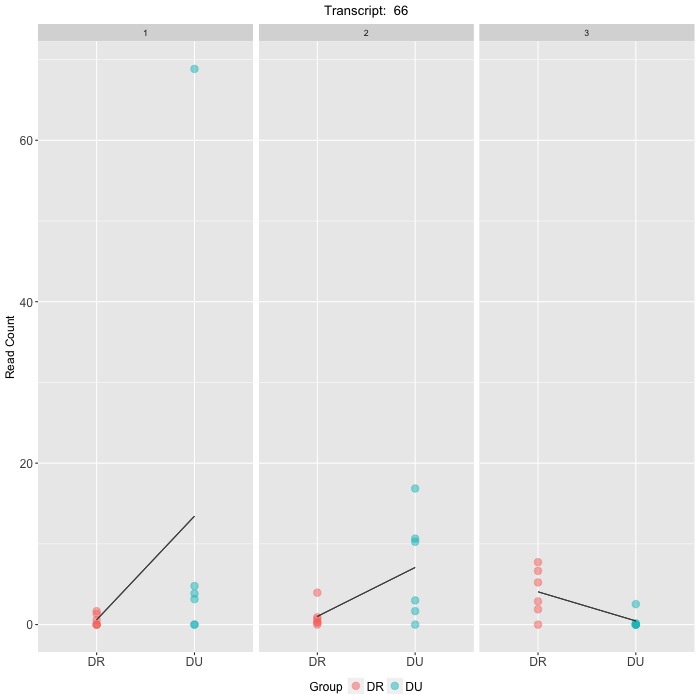 Transcript:  66
1 2 3
Read Count
60
40
20
0
DR DU DR DU DR DU
Group DR DU